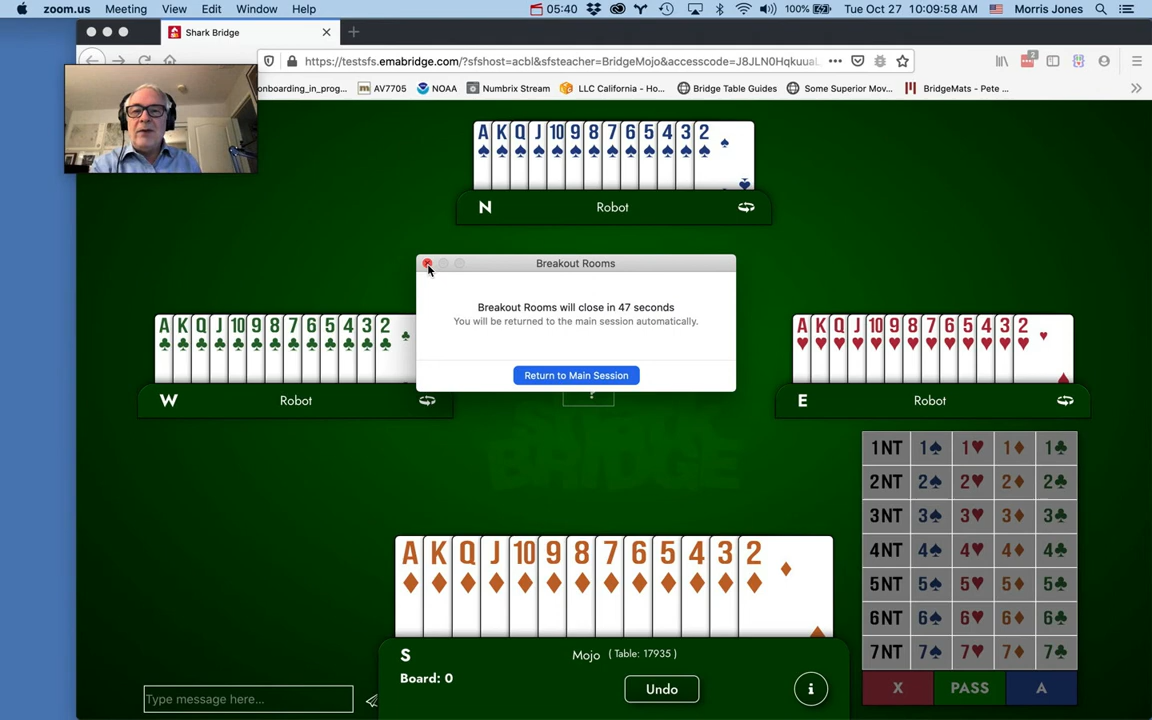 zoom.us Meeting View Edit Window Help 05:40 100% Tue Oct 27 10:09:58 AM Morris Jones
Shark Bridge
https://testsfs.emabridge.com/?sfshost=acbl&sfsteacher=BridgeMojo&accesscode=J8JLN0Hqkuual
2
onboarding_in_prog... AV7705 NOAA Numbrix Stream LLC California - Ho... Bridge Table Guides Some Superior Mov... BridgeMats - Pete ...
A K Q J 10 9 8 7 6 5 4 3 2
N Robot
Breakout Rooms
Breakout Rooms will close in 47 seconds
You will be returned to the main session automatically.
Return to Main Session
A K Q J 10 9 8 7 6 5 4 3 2
W Robot
?
A K Q J 10 9 8 7 6 5 4 3 2
E Robot
SHARK
BRIDGE
1NT 1♠ 1♥ 1♦ 1♣
2NT 2♠ 2♥ 2♦ 2♣
3NT 3♠ 3♥ 3♦ 3♣
4NT 4♠ 4♥ 4♦ 4♣
5NT 5♠ 5♥ 5♦ 5♣
6NT 6♠ 6♥ 6♦ 6♣
7NT 7♠ 7♥ 7♦ 7♣
X PASS A
A K Q J 10 9 8 7 6 5 4 3 2
S Mojo ( Table: 17935 )
Board: 0
Undo
i
Type message here...